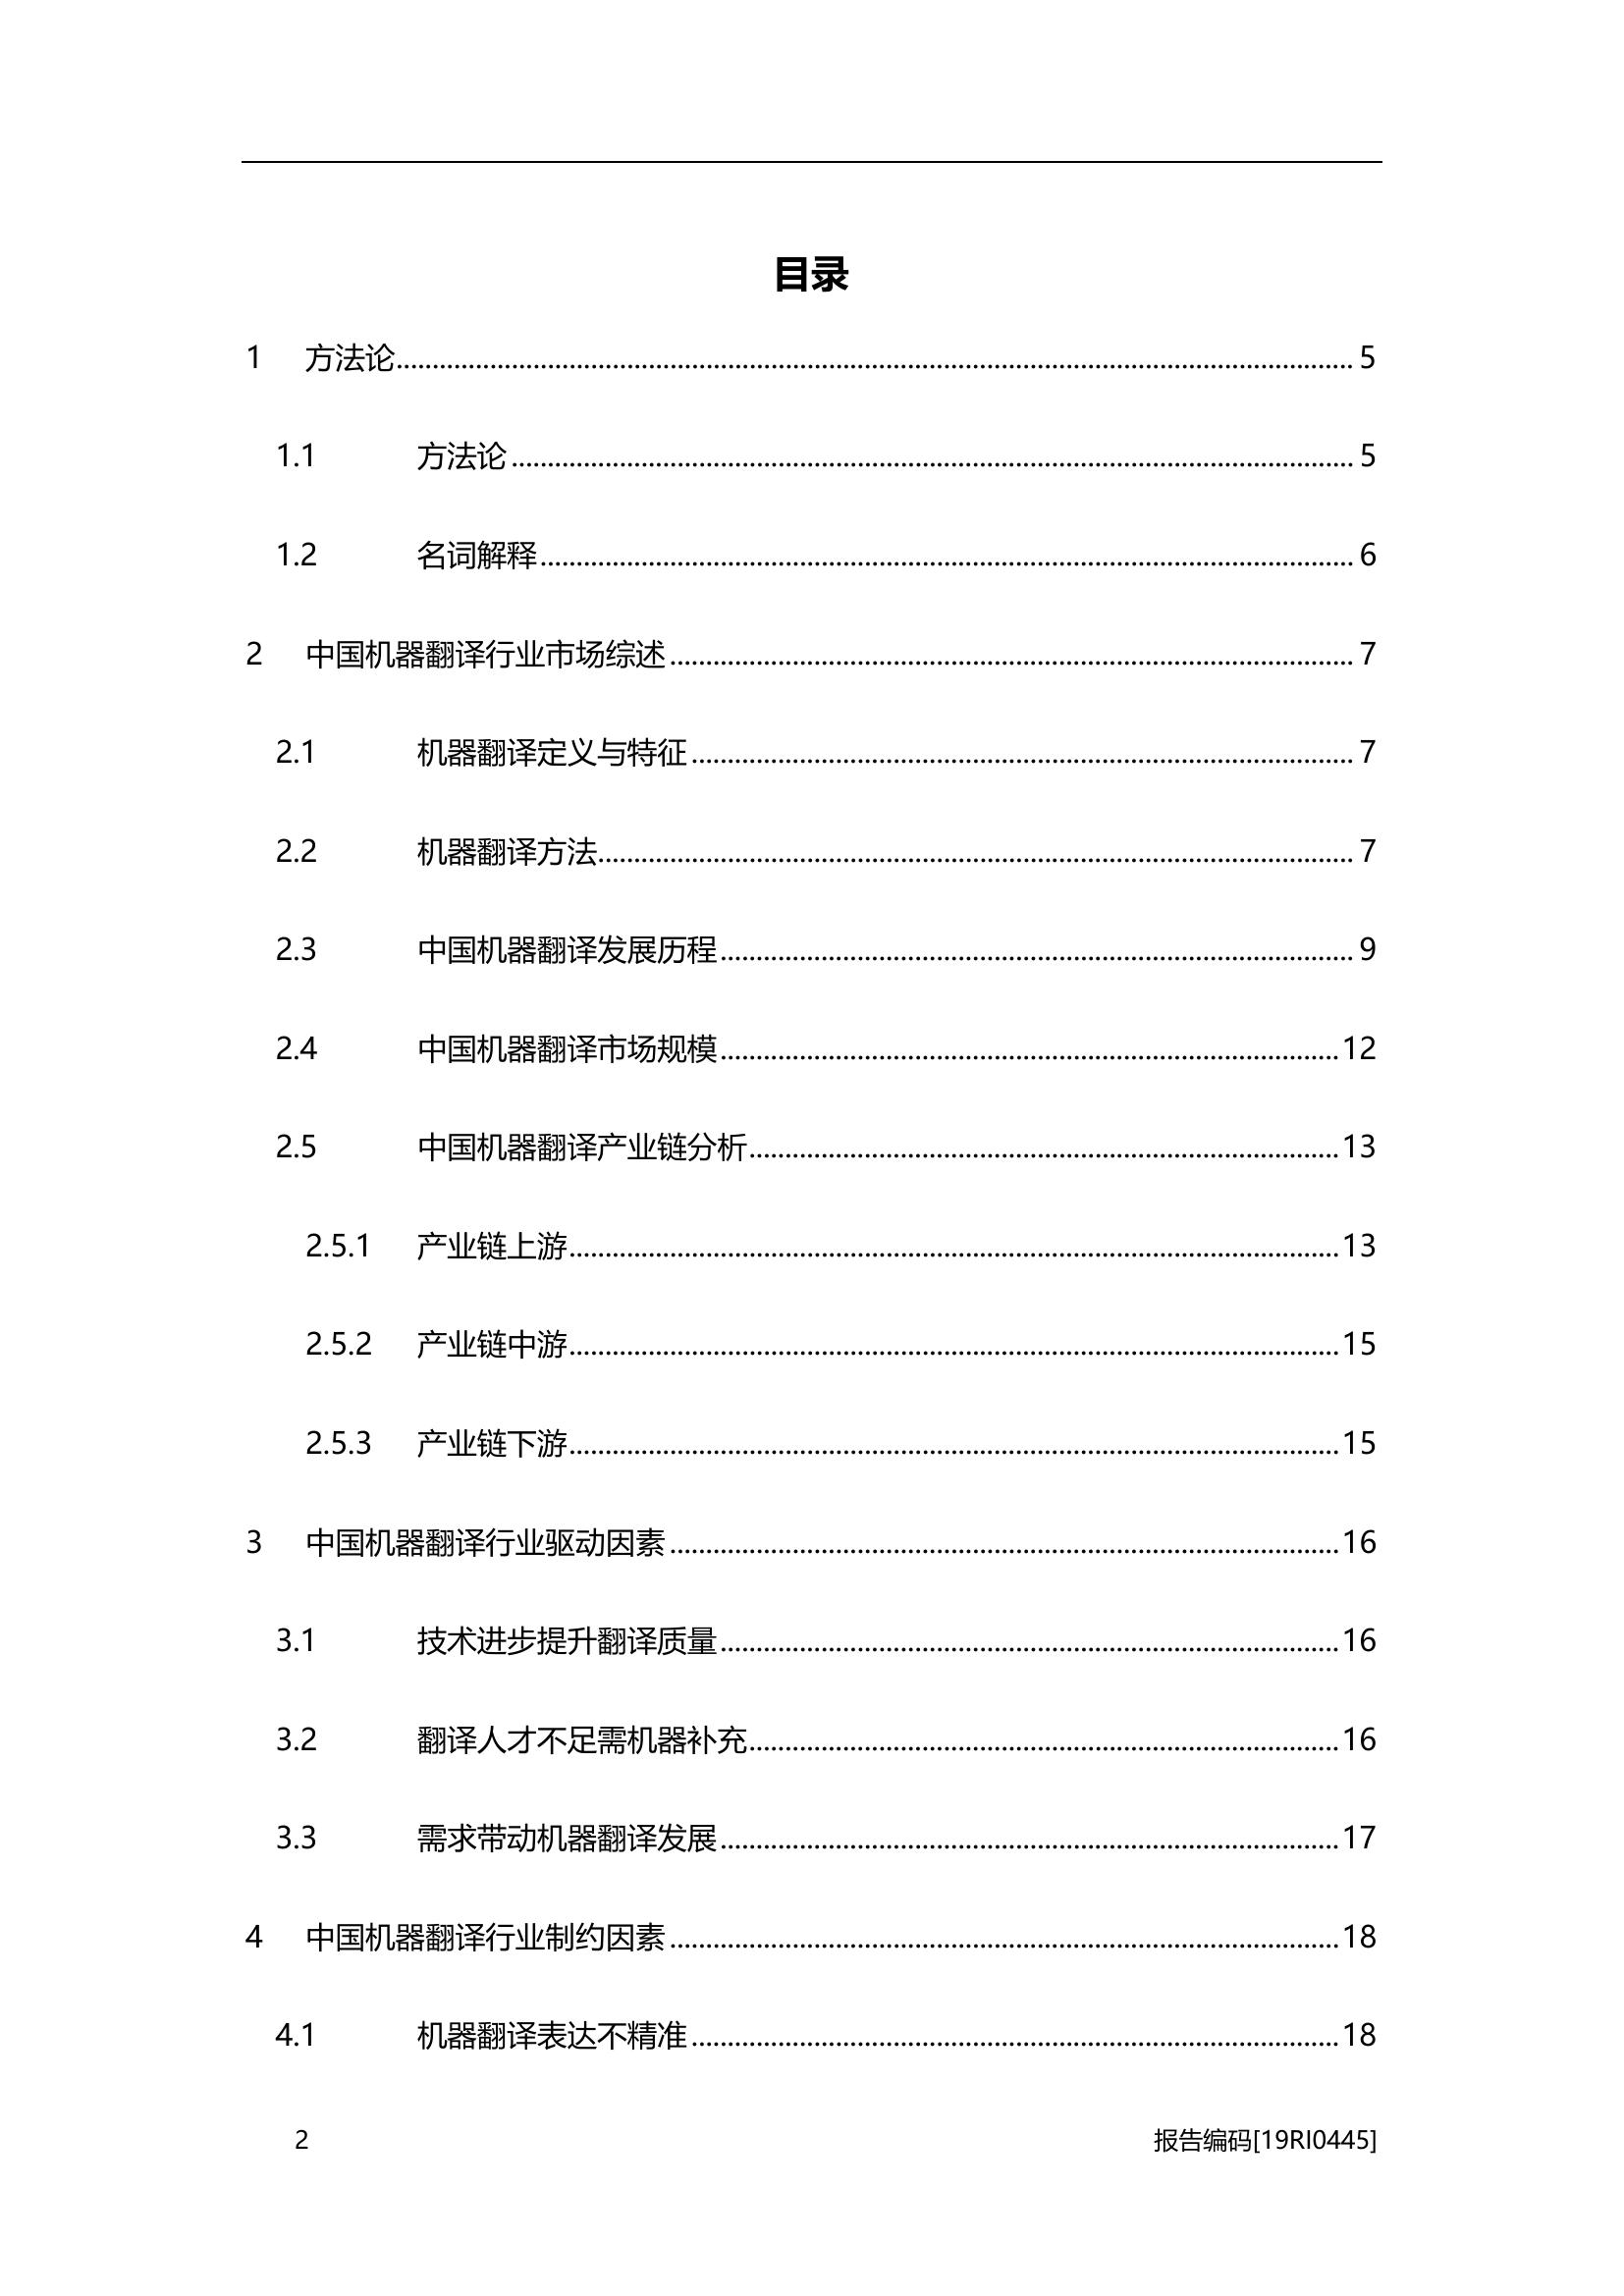 目录
1 方法论 5
1.1 方法论 5
1.2 名词解释 6
2 中国机器翻译行业市场综述 7
2.1 机器翻译定义与特征 7
2.2 机器翻译方法 7
2.3 中国机器翻译发展历程 9
2.4 中国机器翻译市场规模 12
2.5 中国机器翻译产业链分析 13
2.5.1 产业链上游 13
2.5.2 产业链中游 15
2.5.3 产业链下游 15
3 中国机器翻译行业驱动因素 16
3.1 技术进步提升翻译质量 16
3.2 翻译人才不足需机器补充 16
3.3 需求带动机器翻译发展 17
4 中国机器翻译行业制约因素 18
4.1 机器翻译表达不精准 18
2 报告编码[19RI0445]